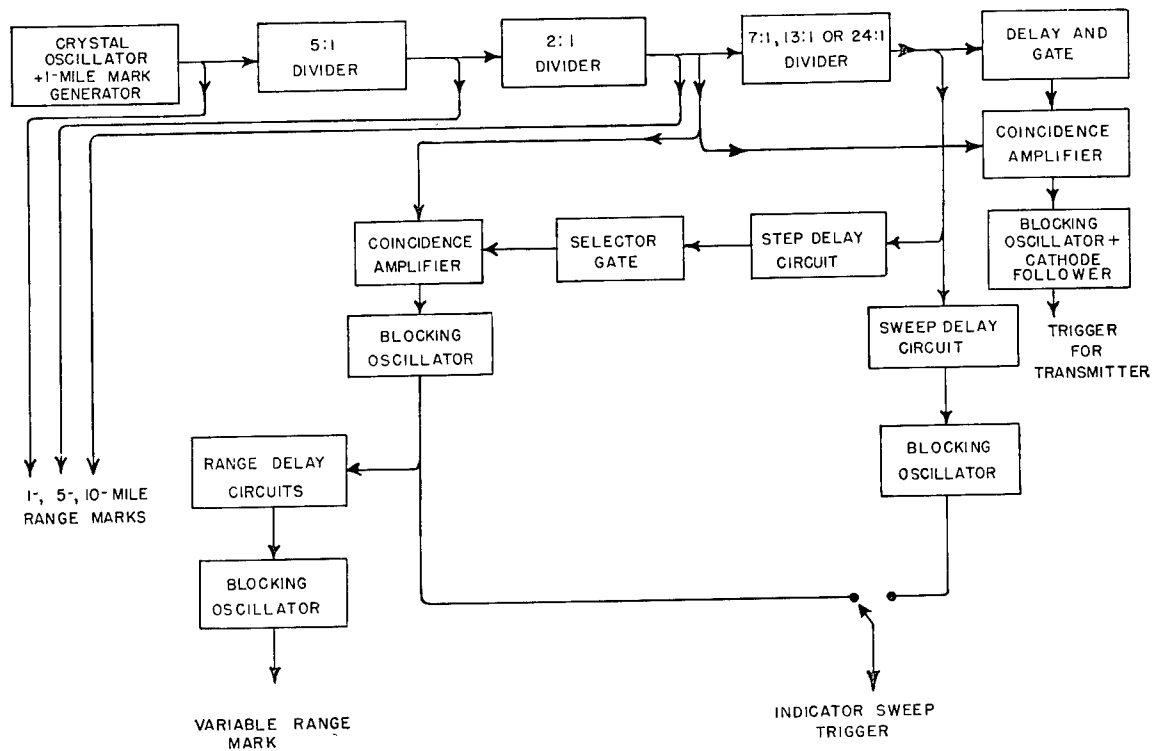 CRYSTAL
OSCILLATOR
+1-MILE MARK
GENERATOR
5:1
DIVIDER
2:1
DIVIDER
7:1, 13:1 OR 24:1
DIVIDER
DELAY AND
GATE
COINCIDENCE
AMPLIFIER
BLOCKING
OSCILLATOR +
CATHODE
FOLLOWER
TRIGGER
FOR
TRANSMITTER
COINCIDENCE
AMPLIFIER
SELECTOR
GATE
STEP DELAY
CIRCUIT
BLOCKING
OSCILLATOR
SWEEP DELAY
CIRCUIT
BLOCKING
OSCILLATOR
RANGE DELAY
CIRCUITS
1-, 5-, 10-MILE
RANGE MARKS
BLOCKING
OSCILLATOR
VARIABLE RANGE
MARK
INDICATOR SWEEP
TRIGGER